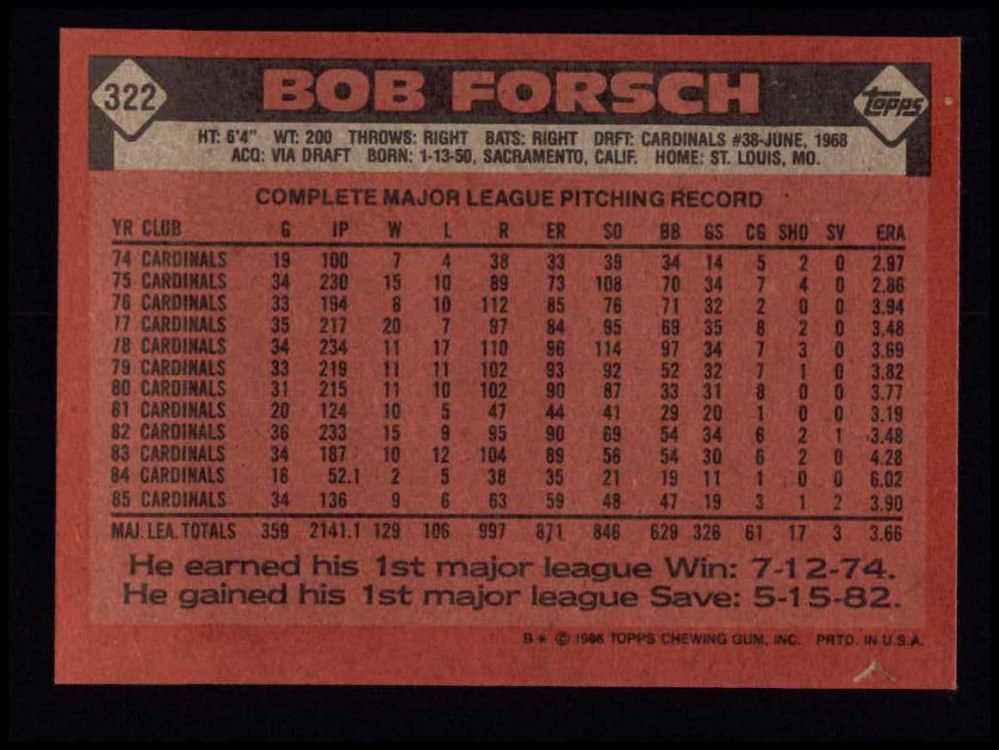 322 BOB FORSCH TOPPS
HT: 6'4" WT: 200 THROWS: RIGHT BATS: RIGHT DRFT: CARDINALS #38-JUNE, 1968
ACQ: VIA DRAFT BORN: 1-13-50, SACRAMENTO, CALIF. HOME: ST. LOUIS, MO.
COMPLETE MAJOR LEAGUE PITCHING RECORD
YR CLUB G IP W L R ER SO BB GS CG SHO SV ERA
74 CARDINALS 19 100 7 4 38 33 39 34 14 5 2 0 2.97
75 CARDINALS 34 230 15 10 89 73 108 70 34 7 4 0 2.86
76 CARDINALS 33 194 8 10 112 85 76 71 32 2 0 0 3.94
77 CARDINALS 35 217 20 7 97 84 95 69 35 8 2 0 3.48
78 CARDINALS 34 234 11 17 110 96 114 97 34 7 3 0 3.69
79 CARDINALS 33 219 11 11 102 93 92 52 32 7 1 0 3.82
80 CARDINALS 31 215 11 10 102 90 87 33 31 8 0 0 3.77
81 CARDINALS 20 124 10 5 47 44 41 29 20 1 0 0 3.19
82 CARDINALS 36 233 15 9 95 90 69 54 34 6 2 1 3.48
83 CARDINALS 34 187 10 12 104 89 56 54 30 6 2 0 4.28
84 CARDINALS 16 52.1 2 5 38 35 21 19 11 1 0 0 6.02
85 CARDINALS 34 136 9 6 63 59 48 47 19 3 1 2 3.90
MAJ. LEA. TOTALS 359 2141.1 129 106 997 871 846 629 326 61 17 3 3.66
He earned his 1st major league Win: 7-12-74.
He gained his 1st major league Save: 5-15-82.
B* © 1986 TOPPS CHEWING GUM, INC. PRTD. IN U.S.A.